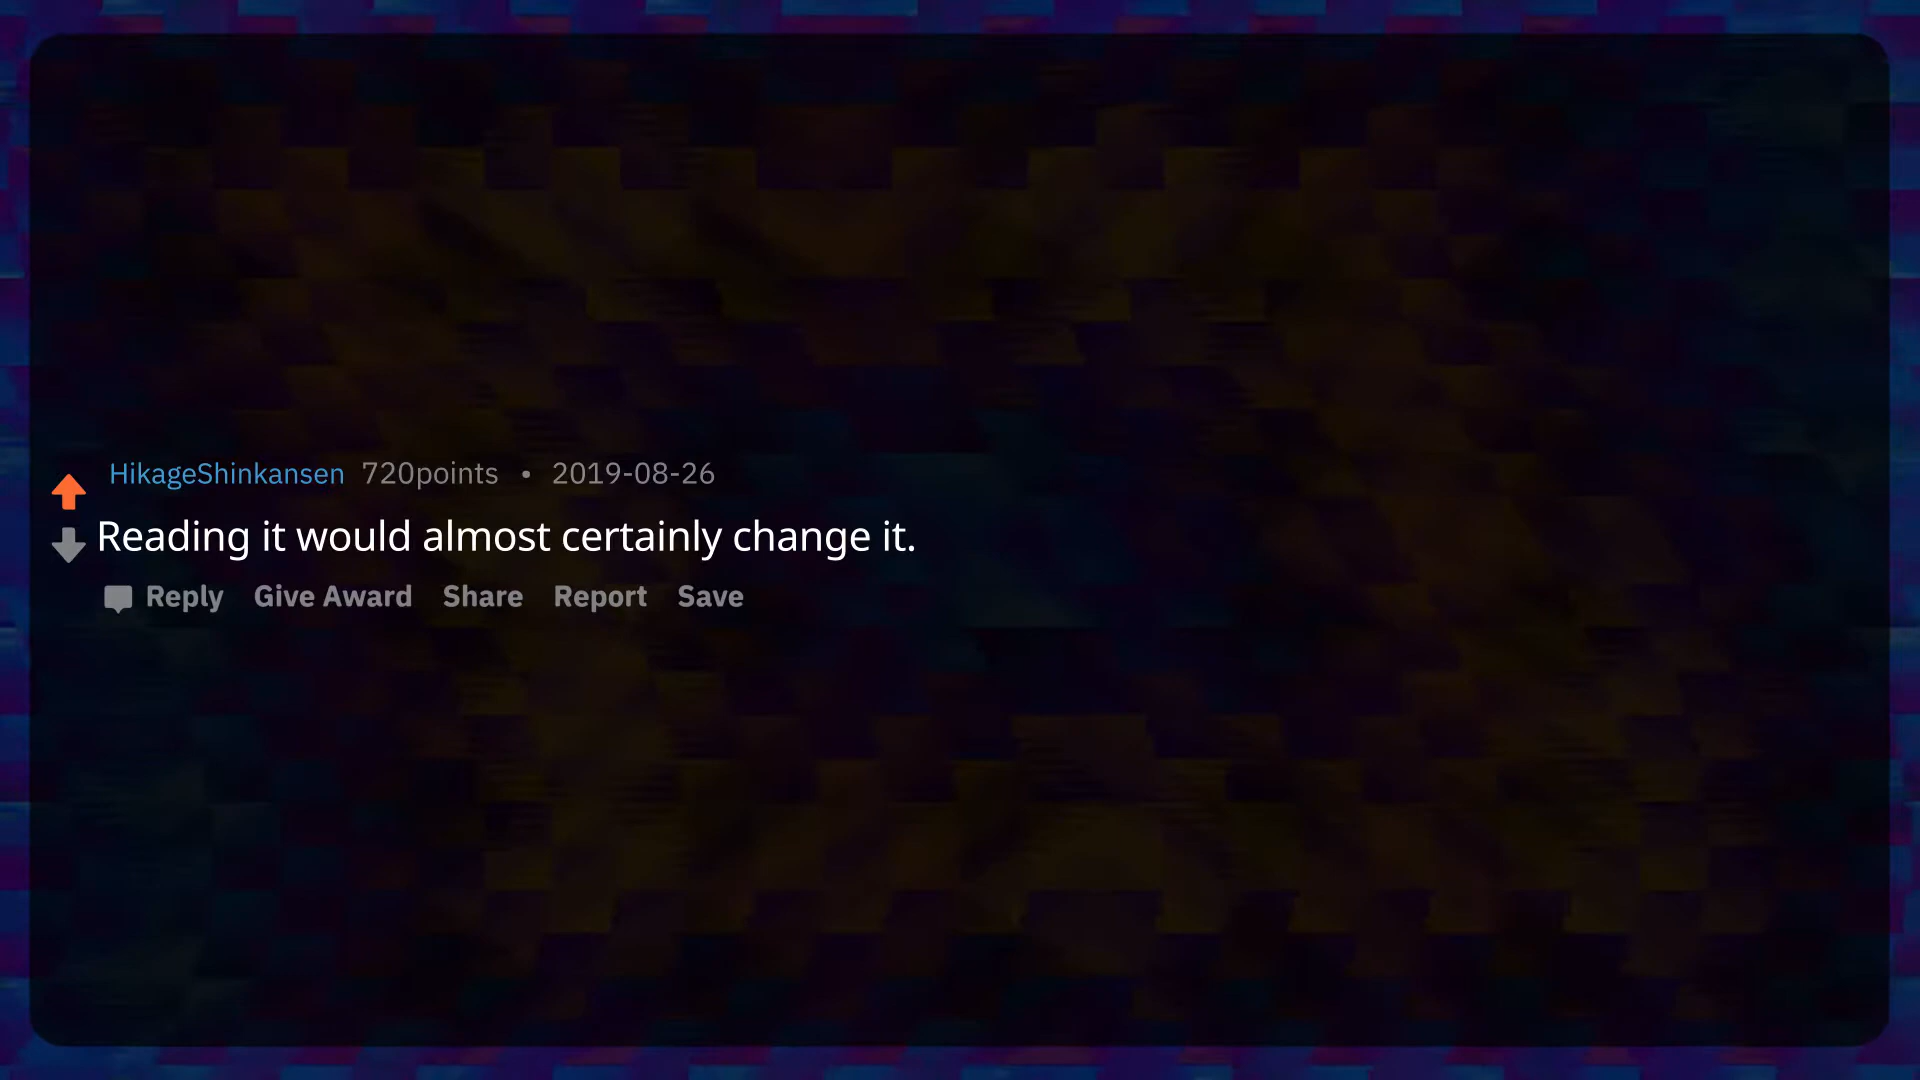 HikageShinkansen 720points • 2019-08-26
Reading it would almost certainly change it.
Reply Give Award Share Report Save